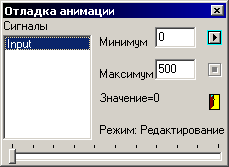 Отладка анимации
Сигналы
Input
Минимум 0
Максимум 500
Значение=0
Режим: Редактирование